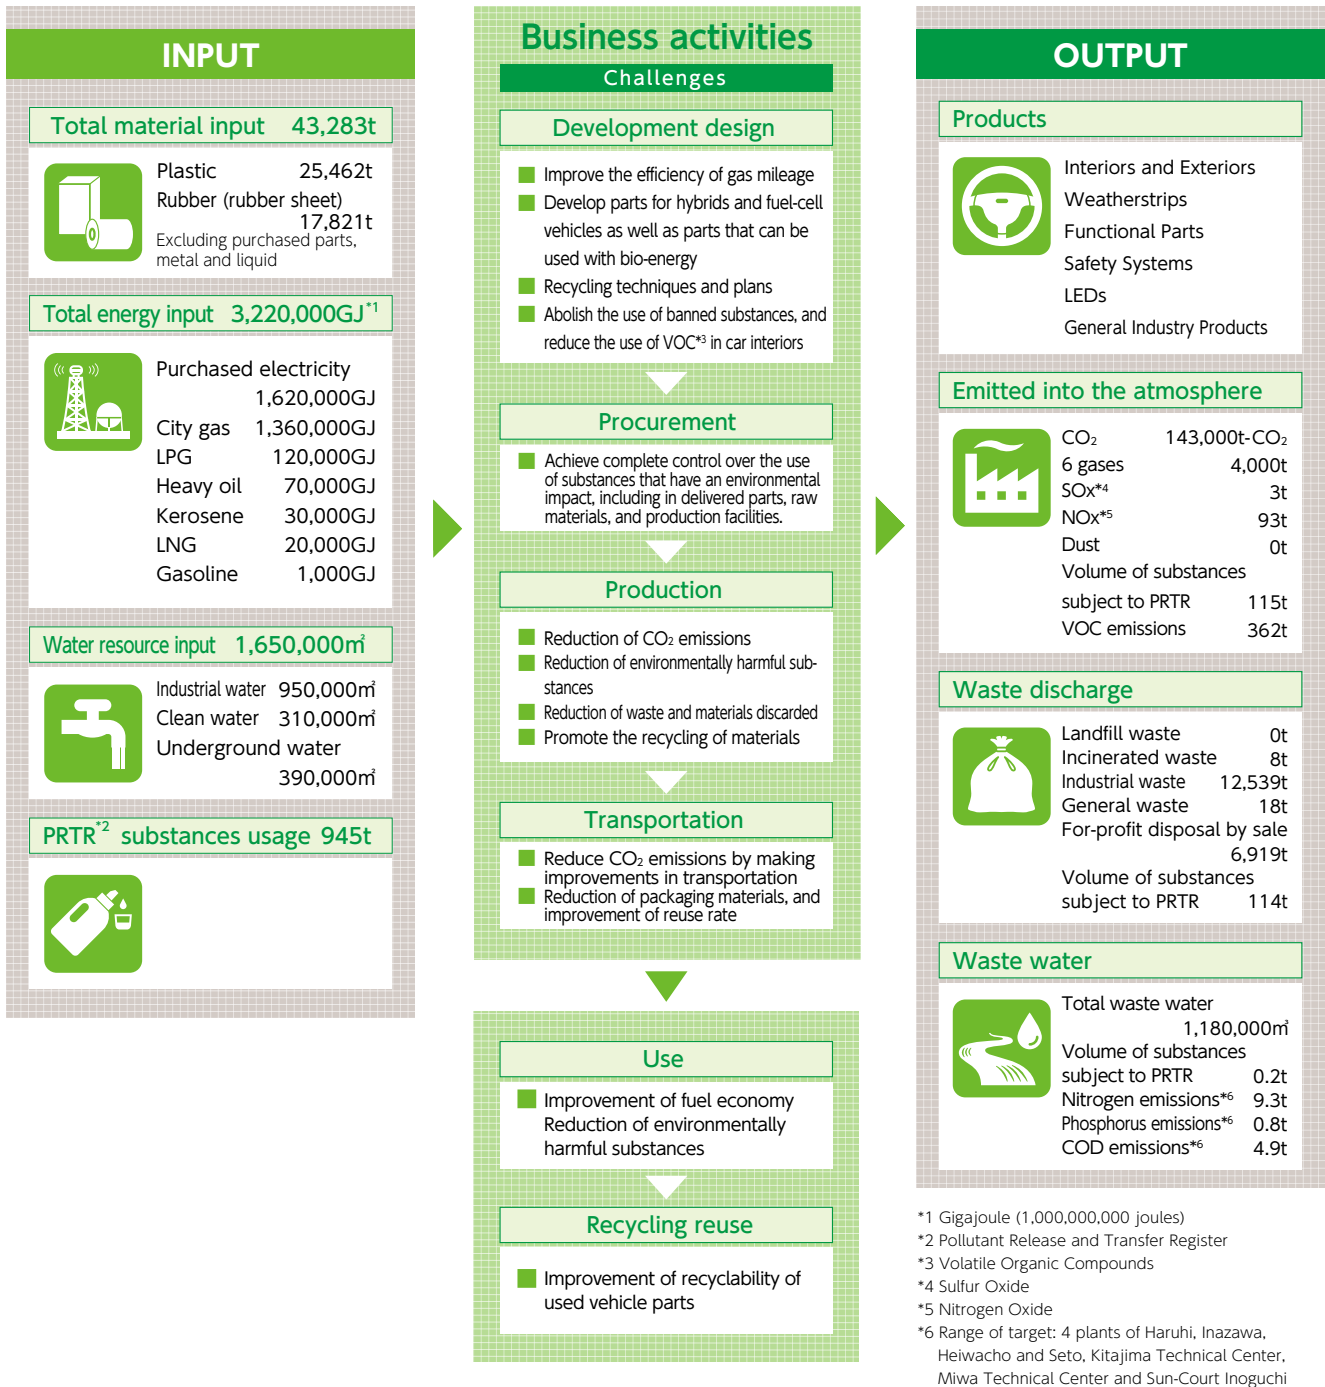 INPUT
Total material input 43,283t
Plastic 25,462t
Rubber (rubber sheet)
17,821t
Excluding purchased parts,
metal and liquid
Total energy input 3,220,000GJ*1
Purchased electricity
1,620,000GJ
City gas 1,360,000GJ
LPG 120,000GJ
Heavy oil 70,000GJ
Kerosene 30,000GJ
LNG 20,000GJ
Gasoline 1,000GJ
Water resource input 1,650,000㎥
Industrial water 950,000㎥
Clean water 310,000㎥
Underground water
390,000㎥
PRTR*2 substances usage 945t
Business activities
Challenges
Development design
■ Improve the efficiency of gas mileage
■ Develop parts for hybrids and fuel-cell
vehicles as well as parts that can be
used with bio-energy
■ Recycling techniques and plans
■ Abolish the use of banned substances, and
reduce the use of VOC*3 in car interiors
Procurement
■ Achieve complete control over the use
of substances that have an environmental
impact, including in delivered parts, raw
materials, and production facilities.
Production
■ Reduction of CO₂ emissions
■ Reduction of environmentally harmful sub-
stances
■ Reduction of waste and materials discarded
■ Promote the recycling of materials
Transportation
■ Reduce CO₂ emissions by making
improvements in transportation
■ Reduction of packaging materials, and
improvement of reuse rate
Use
■ Improvement of fuel economy
Reduction of environmentally
harmful substances
Recycling reuse
■ Improvement of recyclability of
used vehicle parts
OUTPUT
Products
Interiors and Exteriors
Weatherstrips
Functional Parts
Safety Systems
LEDs
General Industry Products
Emitted into the atmosphere
CO₂ 143,000t-CO₂
6 gases 4,000t
SOx*4 3t
NOx*5 93t
Dust 0t
Volume of substances
subject to PRTR 115t
VOC emissions 362t
Waste discharge
Landfill waste 0t
Incinerated waste 8t
Industrial waste 12,539t
General waste 18t
For-profit disposal by sale
6,919t
Volume of substances
subject to PRTR 114t
Waste water
Total waste water
1,180,000㎥
Volume of substances
subject to PRTR 0.2t
Nitrogen emissions*6 9.3t
Phosphorus emissions*6 0.8t
COD emissions*6 4.9t
*1 Gigajoule (1,000,000,000 joules)
*2 Pollutant Release and Transfer Register
*3 Volatile Organic Compounds
*4 Sulfur Oxide
*5 Nitrogen Oxide
*6 Range of target: 4 plants of Haruhi, Inazawa,
Heiwacho and Seto, Kitajima Technical Center,
Miwa Technical Center and Sun-Court Inoguchi